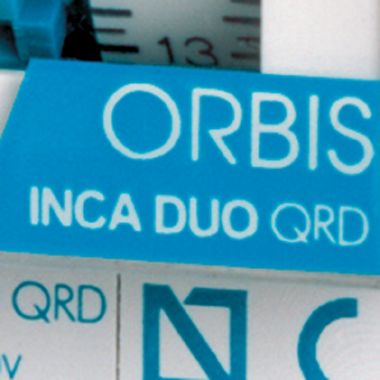 13
ORBIS
INCA DUO QRD
QRD